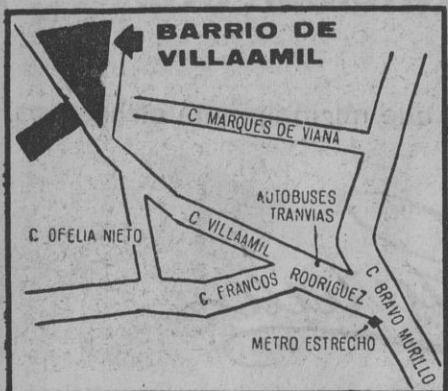 BARRIO DE
VILLAAMIL
C. MARQUES DE VIANA
AUTOBUSES
TRANVIAS
C. OFELIA NIETO
C. VILLAAMIL
C. FRANCOS RODRIGUEZ
C. BRAVO MURILLO
METRO ESTRECHO